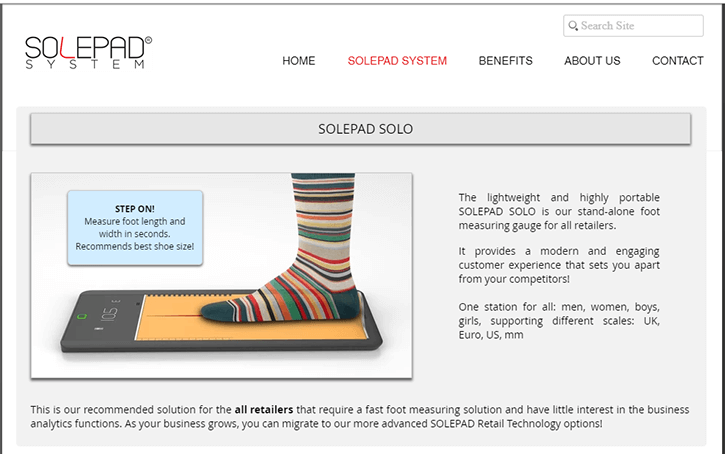 Search Site
SOLEPAD®
SYSTEM
HOME SOLEPAD SYSTEM BENEFITS ABOUT US CONTACT
SOLEPAD SOLO
STEP ON!
Measure foot length and
width in seconds.
Recommends best shoe size!
10.5 E
The lightweight and highly portable
SOLEPAD SOLO is our stand-alone foot
measuring gauge for all retailers.
It provides a modern and engaging
customer experience that sets you apart
from your competitors!
One station for all: men, women, boys,
girls, supporting different scales: UK,
Euro, US, mm
This is our recommended solution for the all retailers that require a fast foot measuring solution and have little interest in the business
analytics functions. As your business grows, you can migrate to our more advanced SOLEPAD Retail Technology options!